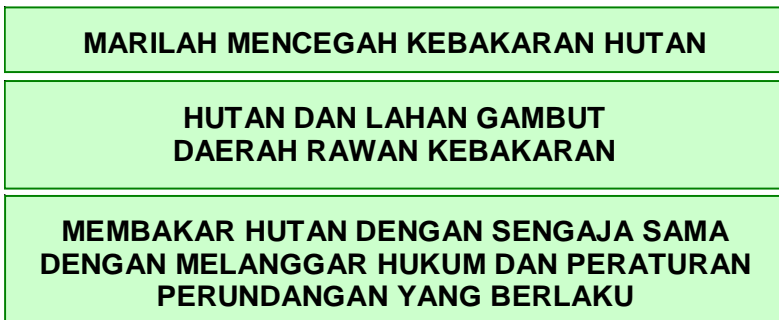 MARILAH MENCEGAH KEBAKARAN HUTAN
HUTAN DAN LAHAN GAMBUT
DAERAH RAWAN KEBAKARAN
MEMBAKAR HUTAN DENGAN SENGAJA SAMA
DENGAN MELANGGAR HUKUM DAN PERATURAN
PERUNDANGAN YANG BERLAKU